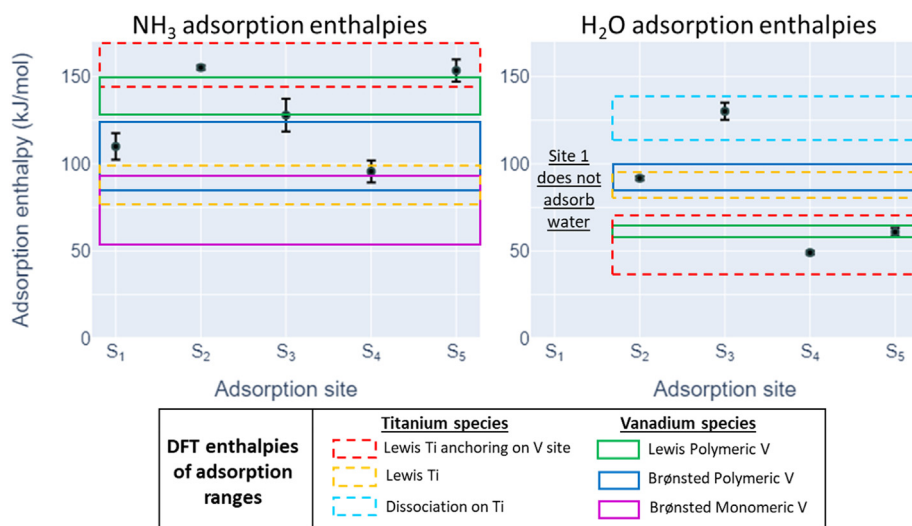 NH₃ adsorption enthalpies
H₂O adsorption enthalpies
Adsorption enthalpy (kJ/mol)
150
100
50
0
S₁ S₂ S₃ S₄ S₅
Adsorption site
150
100
50
0
Site 1
does not
adsorb
water
S₁ S₂ S₃ S₄ S₅
Adsorption site
DFT enthalpies
of adsorption
ranges
Titanium species
Lewis Ti anchoring on V site
Lewis Ti
Dissociation on Ti
Vanadium species
Lewis Polymeric V
Brønsted Polymeric V
Brønsted Monomeric V